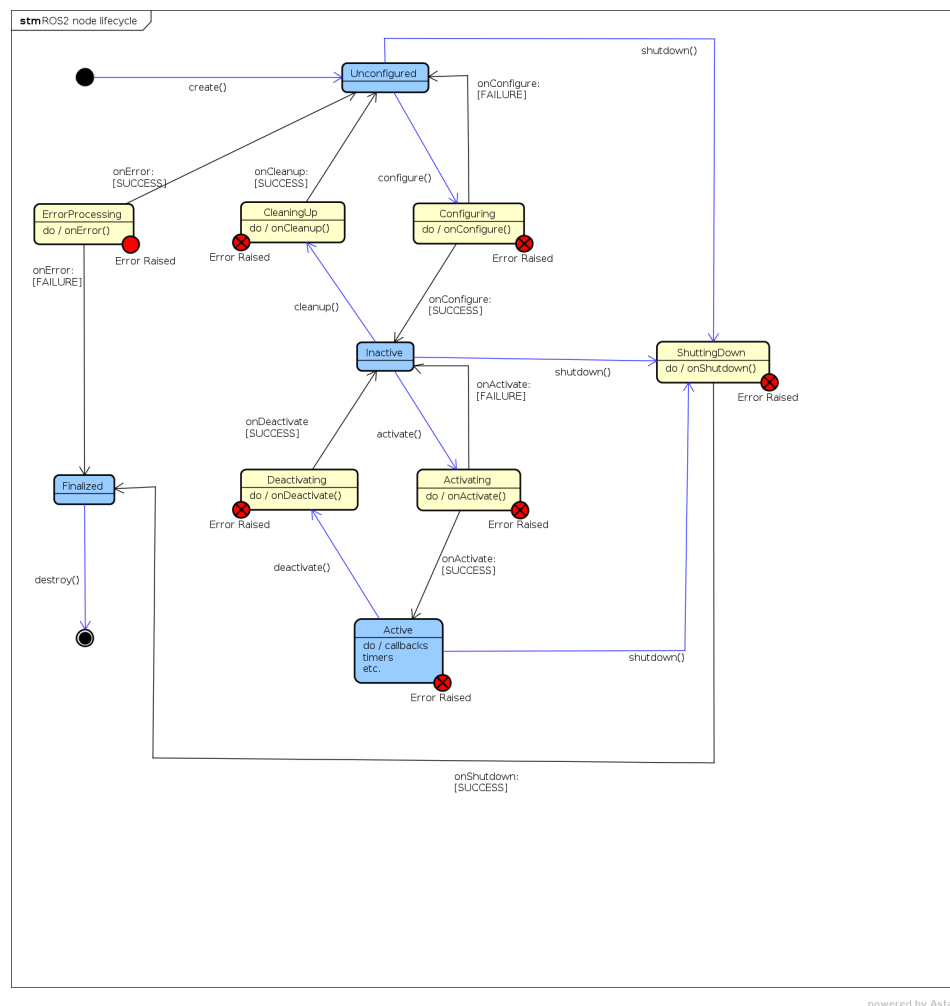 stm ROS2 node lifecycle
shutdown()
Unconfigured
create()
onConfigure:
[FAILURE]
onError:
[SUCCESS]
onCleanup:
[SUCCESS]
configure()
ErrorProcessing
do / onError()
Error Raised
CleaningUp
do / onCleanup()
Error Raised
Configuring
do / onConfigure()
Error Raised
onError:
[FAILURE]
cleanup()
onConfigure:
[SUCCESS]
Inactive
shutdown()
ShuttingDown
do / onShutdown()
Error Raised
onActivate:
[FAILURE]
onDeactivate
[SUCCESS]
activate()
Finalized
Deactivating
do / onDeactivate()
Error Raised
Activating
do / onActivate()
Error Raised
destroy()
deactivate()
onActivate:
[SUCCESS]
Active
do / callbacks
timers
etc.
Error Raised
shutdown()
onShutdown:
[SUCCESS]
powered by